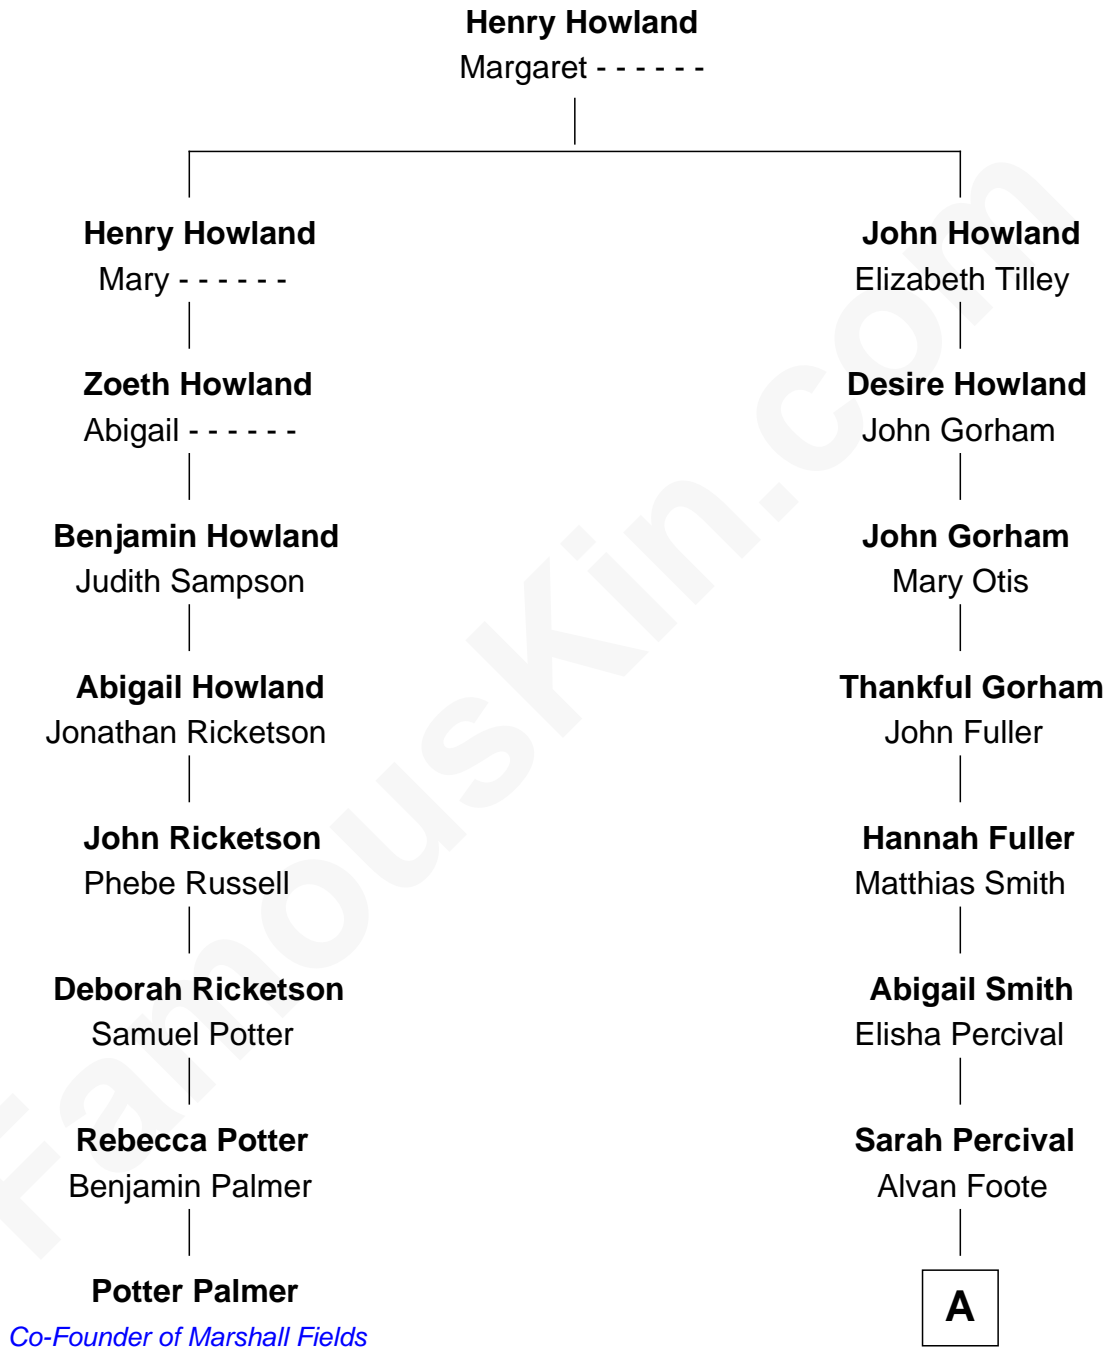 Henry Howland
Margaret - - - - - -
Henry Howland
Mary - - - - - -
John Howland
Elizabeth Tilley
Zoeth Howland
Abigail - - - - - -
Desire Howland
John Gorham
Benjamin Howland
Judith Sampson
John Gorham
Mary Otis
Abigail Howland
Jonathan Ricketson
Thankful Gorham
John Fuller
John Ricketson
Phebe Russell
Hannah Fuller
Matthias Smith
Deborah Ricketson
Samuel Potter
Abigail Smith
Elisha Percival
Rebecca Potter
Benjamin Palmer
Sarah Percival
Alvan Foote
Potter Palmer
Co-Founder of Marshall Fields
A
FamousKin.com